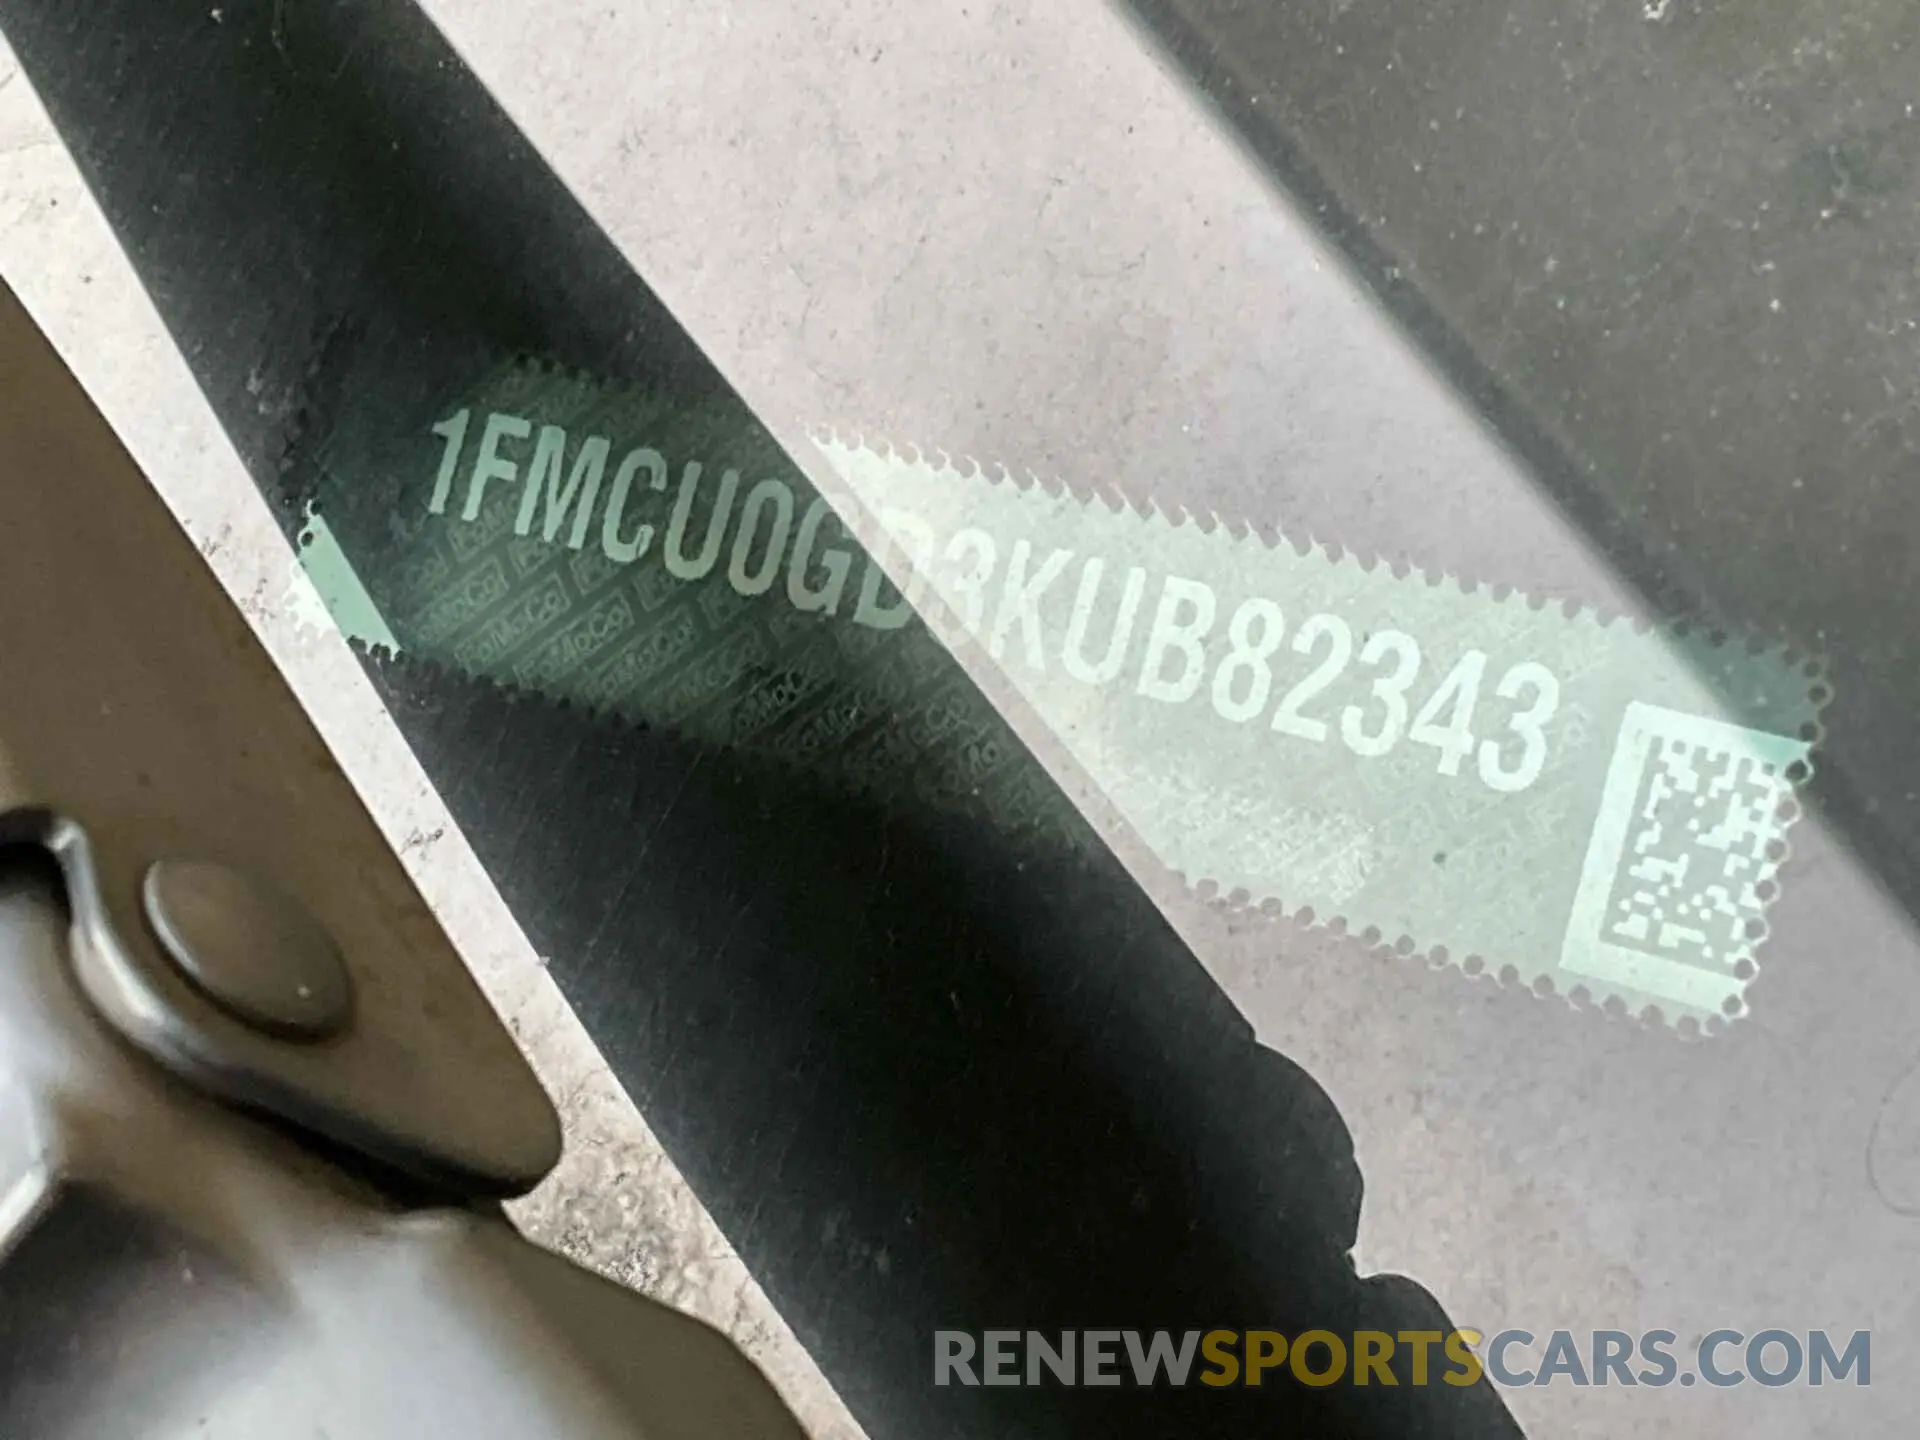 1FMCU0GD3KUB82343
RENEWSPORTSCARS.COM